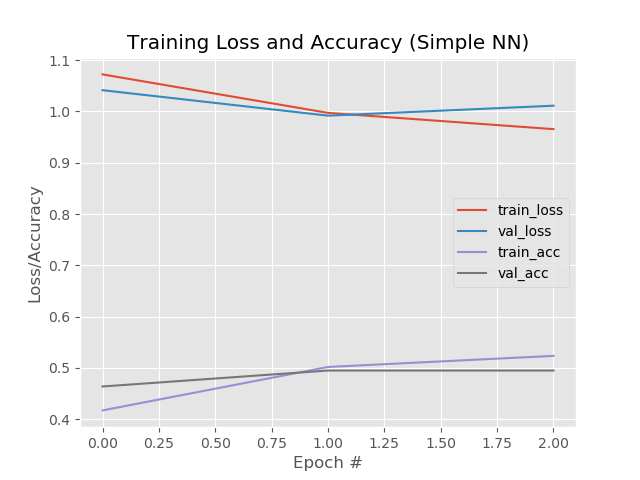 Training Loss and Accuracy (Simple NN)
1.1
1.0
0.9
0.8
0.7
0.6
0.5
0.4
Loss/Accuracy
train_loss
val_loss
train_acc
val_acc
0.00 0.25 0.50 0.75 1.00 1.25 1.50 1.75 2.00
Epoch #